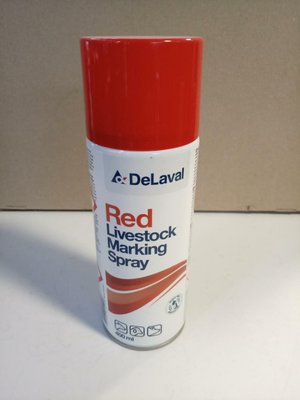 DeLaval
Red
Livestock
Marking
Spray
400 ml